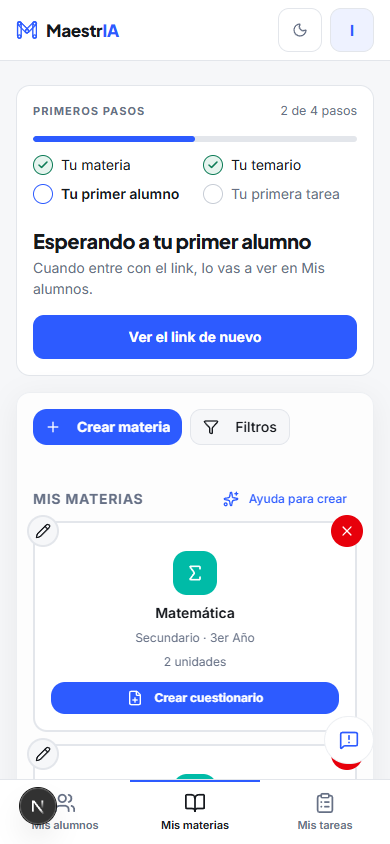 MaestrIA
I
PRIMEROS PASOS
2 de 4 pasos
Tu materia
Tu temario
Tu primer alumno
Tu primera tarea
Esperando a tu primer alumno
Cuando entre con el link, lo vas a ver en Mis
alumnos.
Ver el link de nuevo
Crear materia
Filtros
MIS MATERIAS
Ayuda para crear
Σ
Matemática
Secundario · 3er Año
2 unidades
Crear cuestionario
N
Mis alumnos
Mis materias
Mis tareas